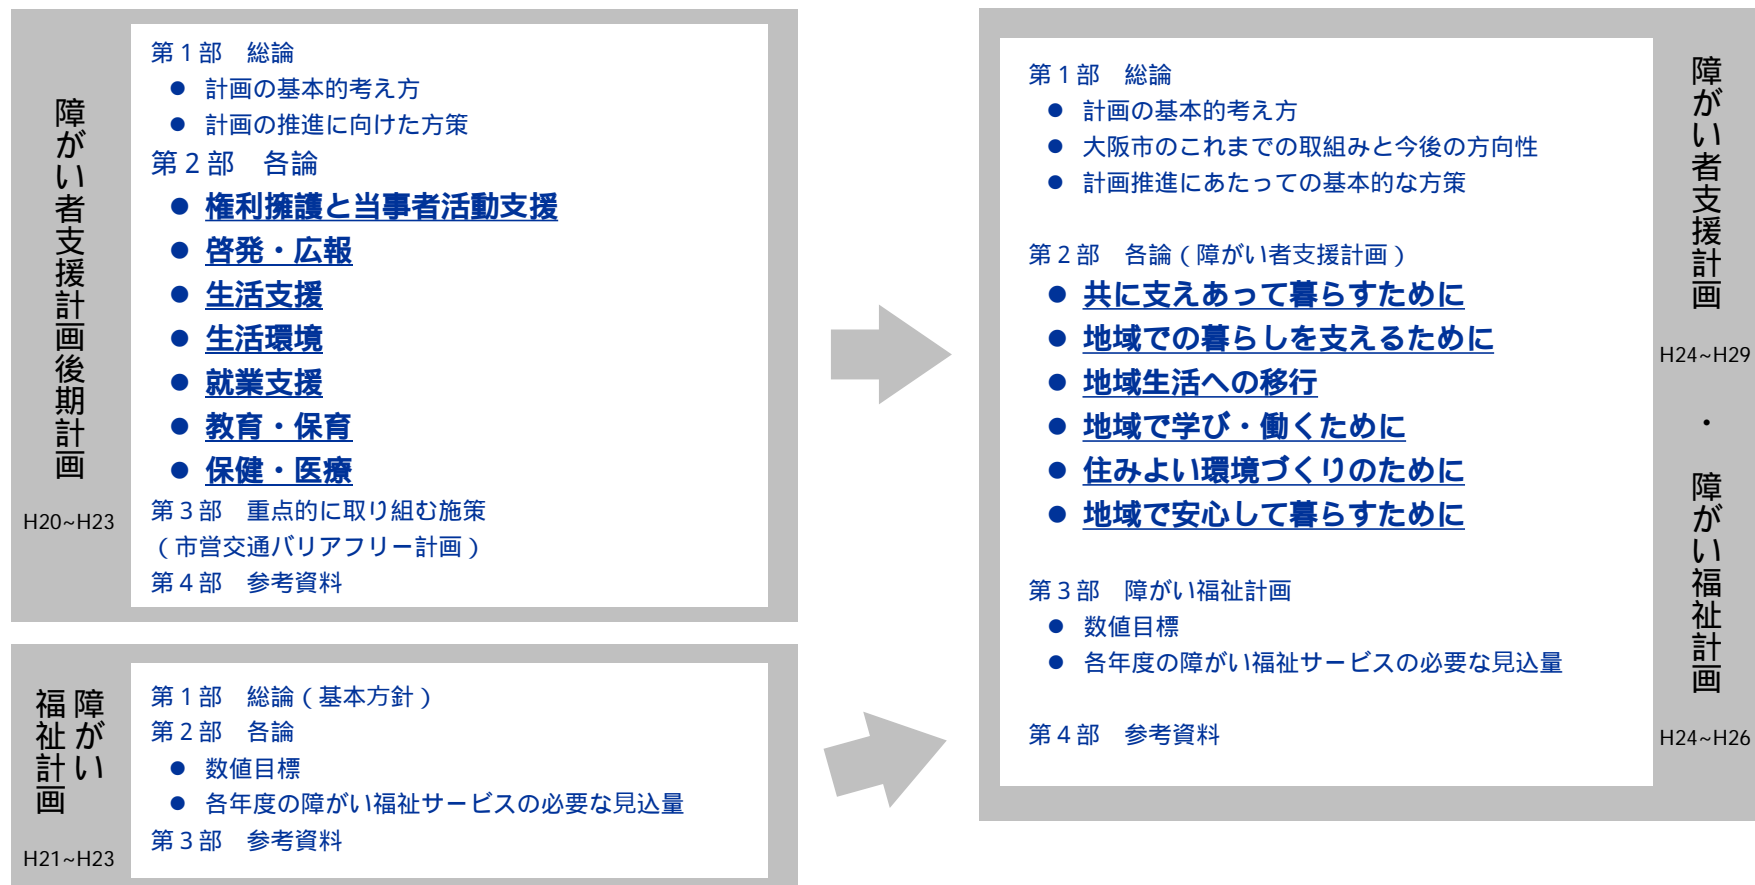 障がい者支援計画後期計画
H20~H23
第1部　総論
● 計画の基本的考え方
● 計画の推進に向けた方策
第2部　各論
● 権利擁護と当事者活動支援
● 啓発・広報
● 生活支援
● 生活環境
● 就業支援
● 教育・保育
● 保健・医療
第3部　重点的に取り組む施策
（市営交通バリアフリー計画）
第4部　参考資料
障がい
福祉計画
H21~H23
第1部　総論（基本方針）
第2部　各論
● 数値目標
● 各年度の障がい福祉サービスの必要な見込量
第3部　参考資料
第1部　総論
● 計画の基本的考え方
● 大阪市のこれまでの取組みと今後の方向性
● 計画推進にあたっての基本的な方策
第2部　各論（障がい者支援計画）
● 共に支えあって暮らすために
● 地域での暮らしを支えるために
● 地域生活への移行
● 地域で学び・働くために
● 住みよい環境づくりのために
● 地域で安心して暮らすために
第3部　障がい福祉計画
● 数値目標
● 各年度の障がい福祉サービスの必要な見込量
第4部　参考資料
障がい者支援計画
H24~H29
・
障がい福祉計画
H24~H26